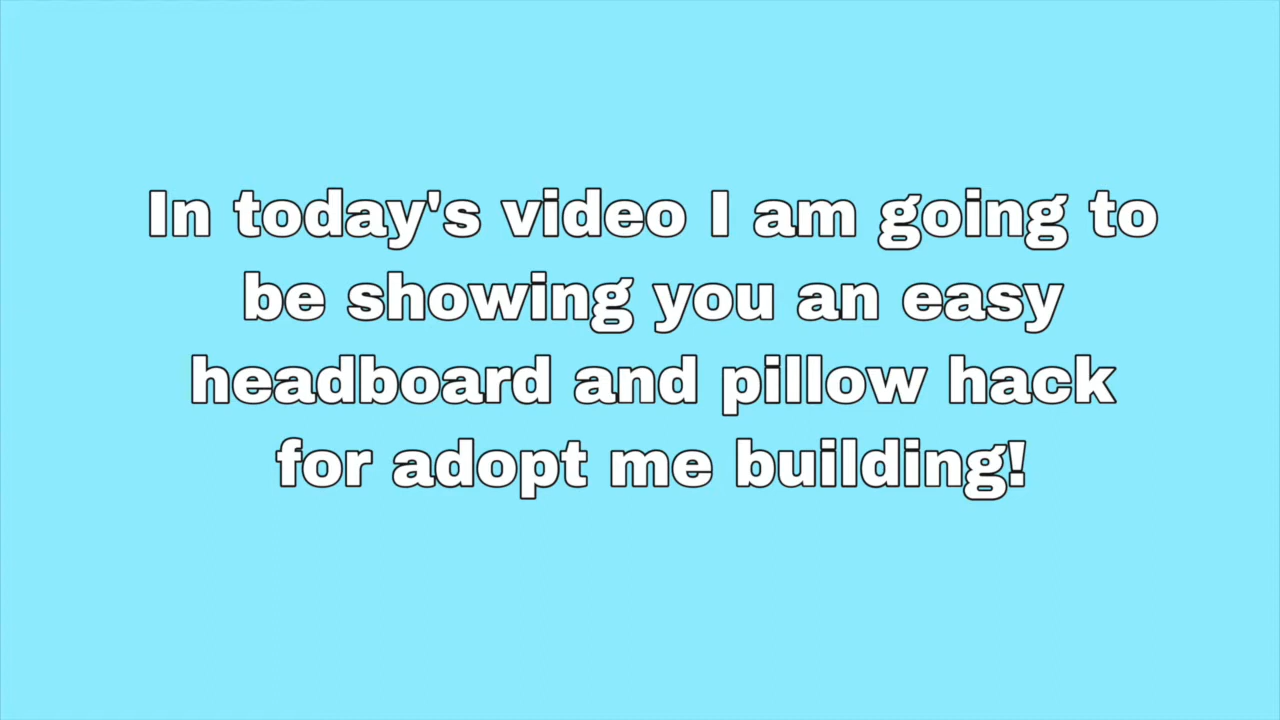 In today's video I am going to
be showing you an easy
headboard and pillow hack
for adopt me building!